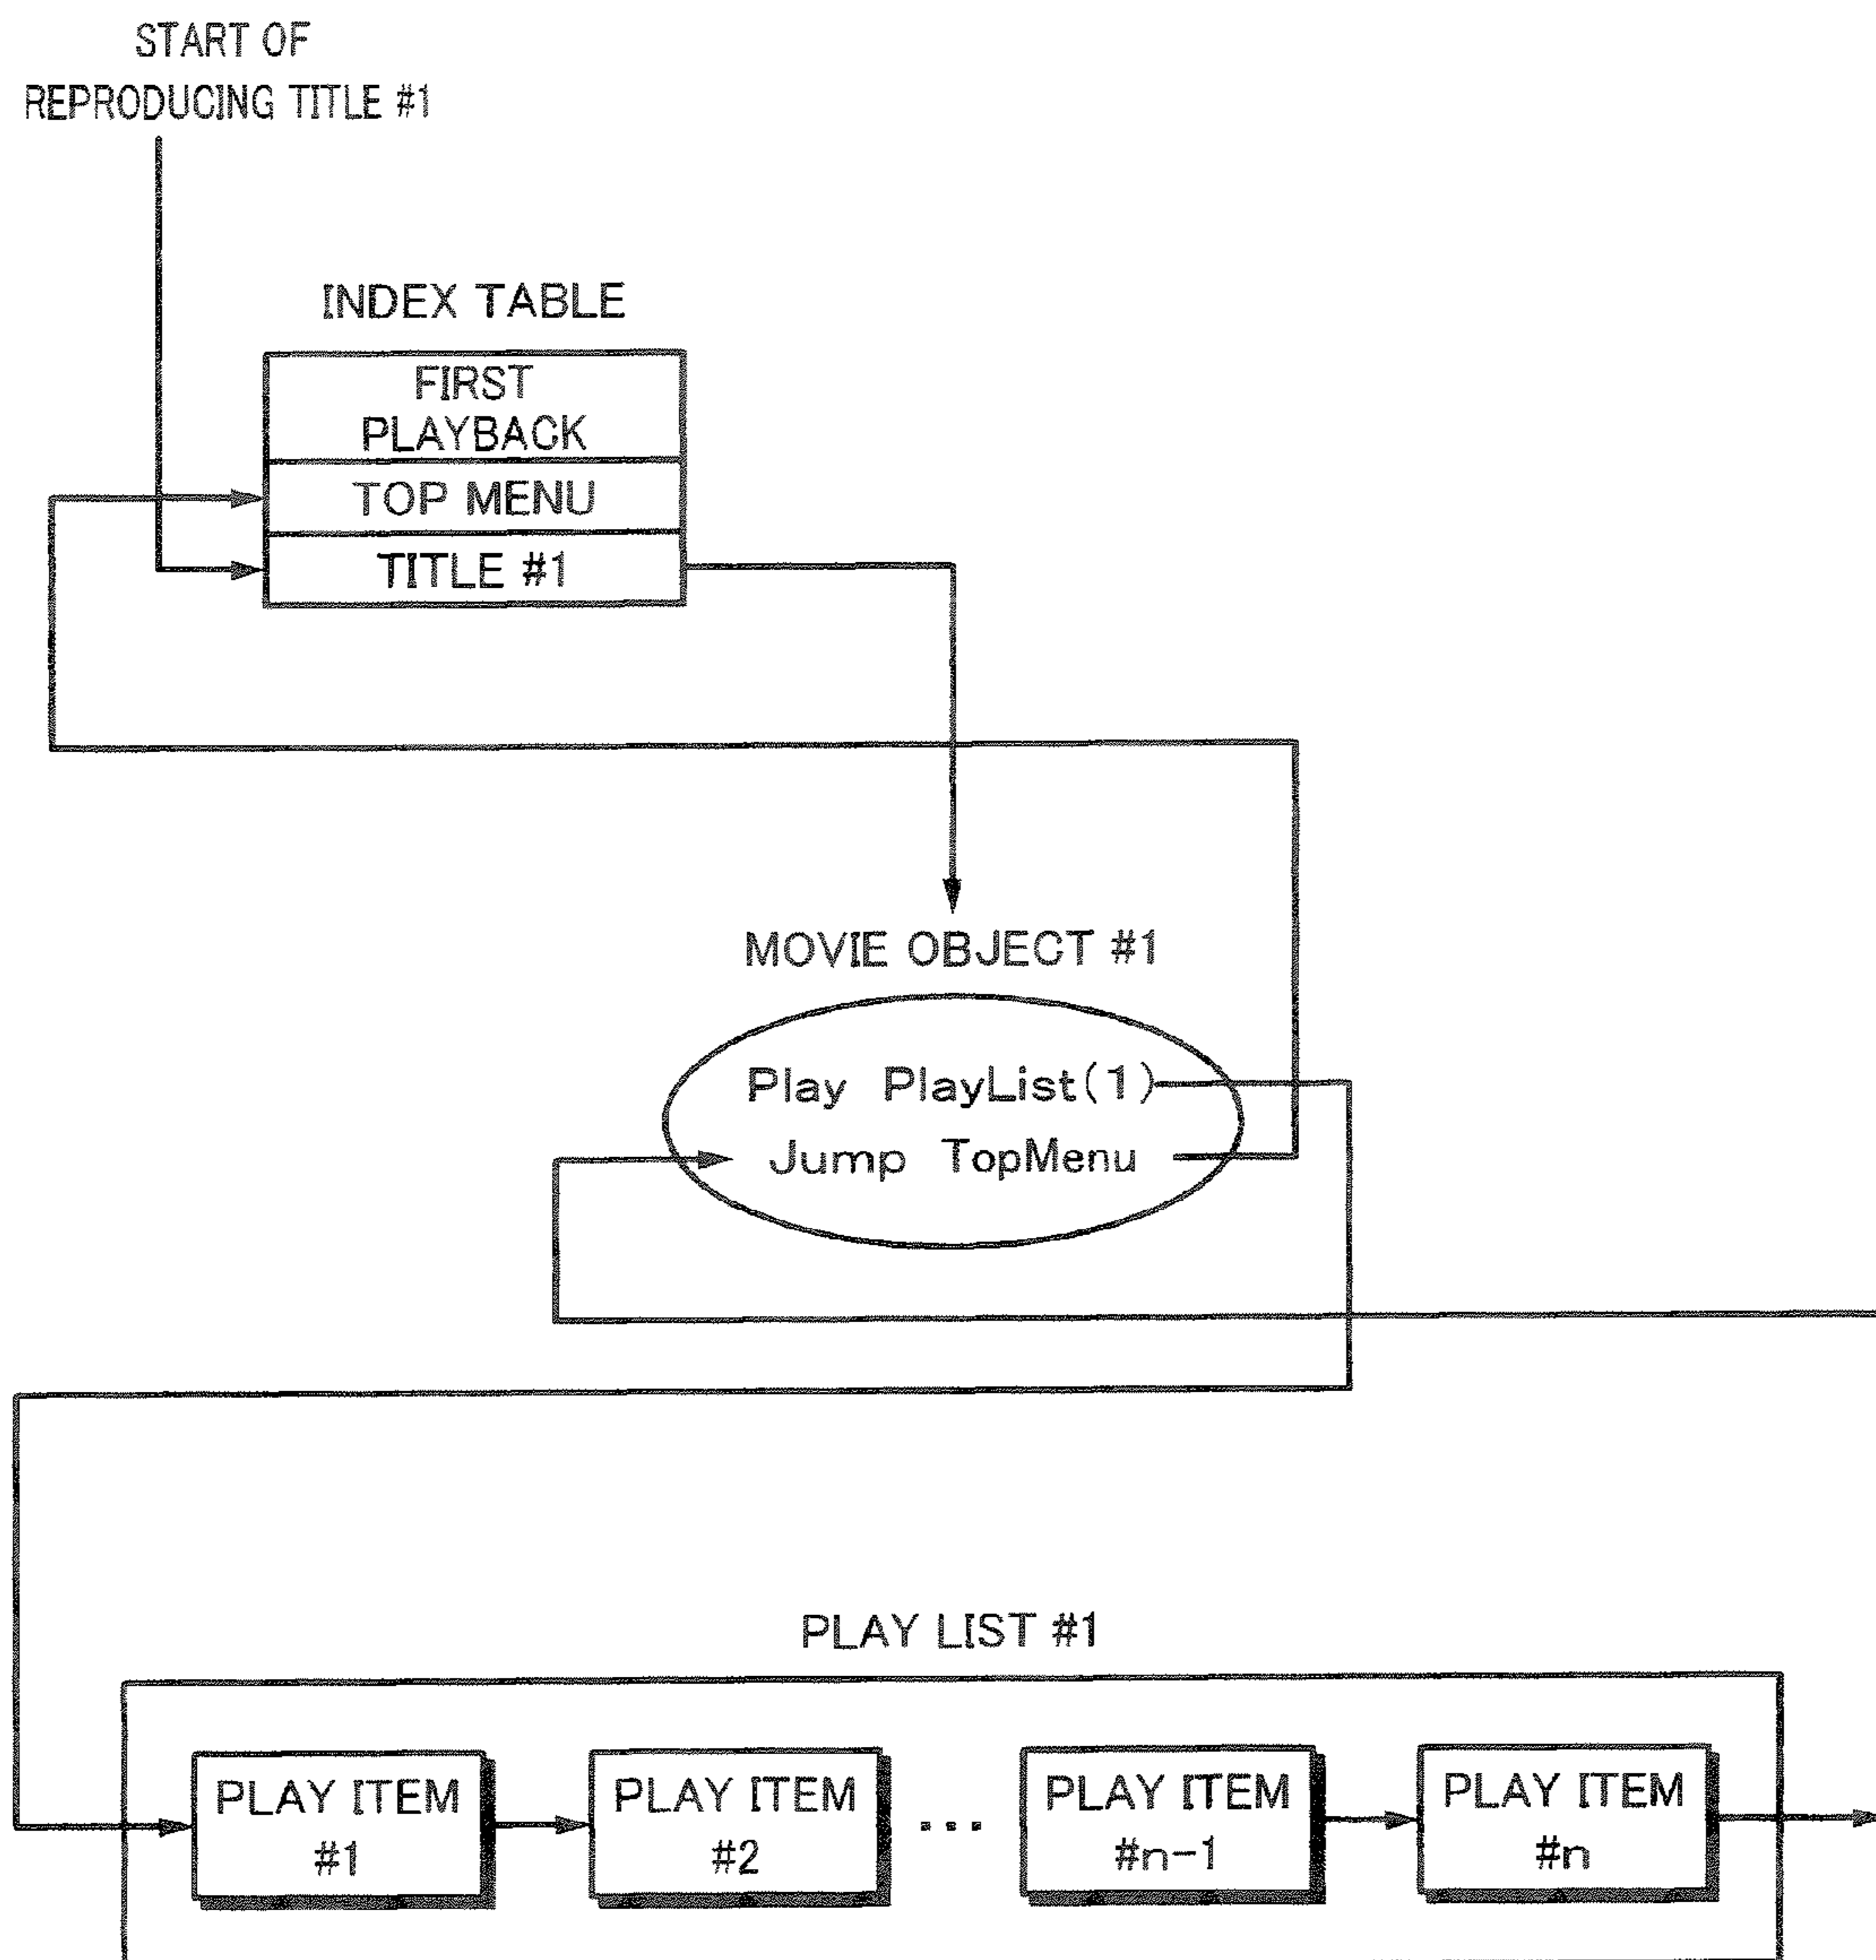 START OF
REPRODUCING TITLE #1
INDEX TABLE
FIRST
PLAYBACK
TOP MENU
TITLE #1
MOVIE OBJECT #1
Play PlayList(1)
Jump TopMenu
PLAY LIST #1
PLAY ITEM
#1
PLAY ITEM
#2
...
PLAY ITEM
#n-1
PLAY ITEM
#n